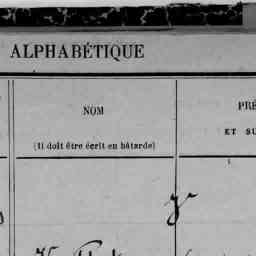 ALPHABÉTIQUE
NOM
PRÉ
ET SU
(Il doit être écrit en bâtarde)